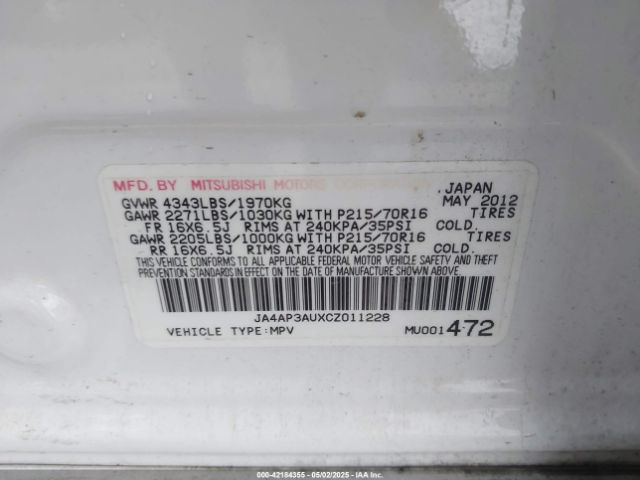 MFD. BY MITSUBISHI MOTORS CORPORATION, JAPAN
GVWR 4343LBS/1970KG MAY 2012
GAWR 2271LBS/1030KG WITH P215/70R16 TIRES
FR 16X6.5J RIMS AT 240KPA/35PSI COLD.
GAWR 2205LBS/1000KG WITH P215/70R16 TIRES
RR 16X6.5J RIMS AT 240KPA/35PSI COLD.
THIS VEHICLE CONFORMS TO ALL APPLICABLE FEDERAL MOTOR VEHICLE SAFETY AND THEFT
PREVENTION STANDARDS IN EFFECT ON THE DATE OF MANUFACTURE SHOWN ABOVE.
JA4AP3AUXCZ011228
VEHICLE TYPE:MPV MU001472
000-42184355 05/02/2025 IAAI.CA